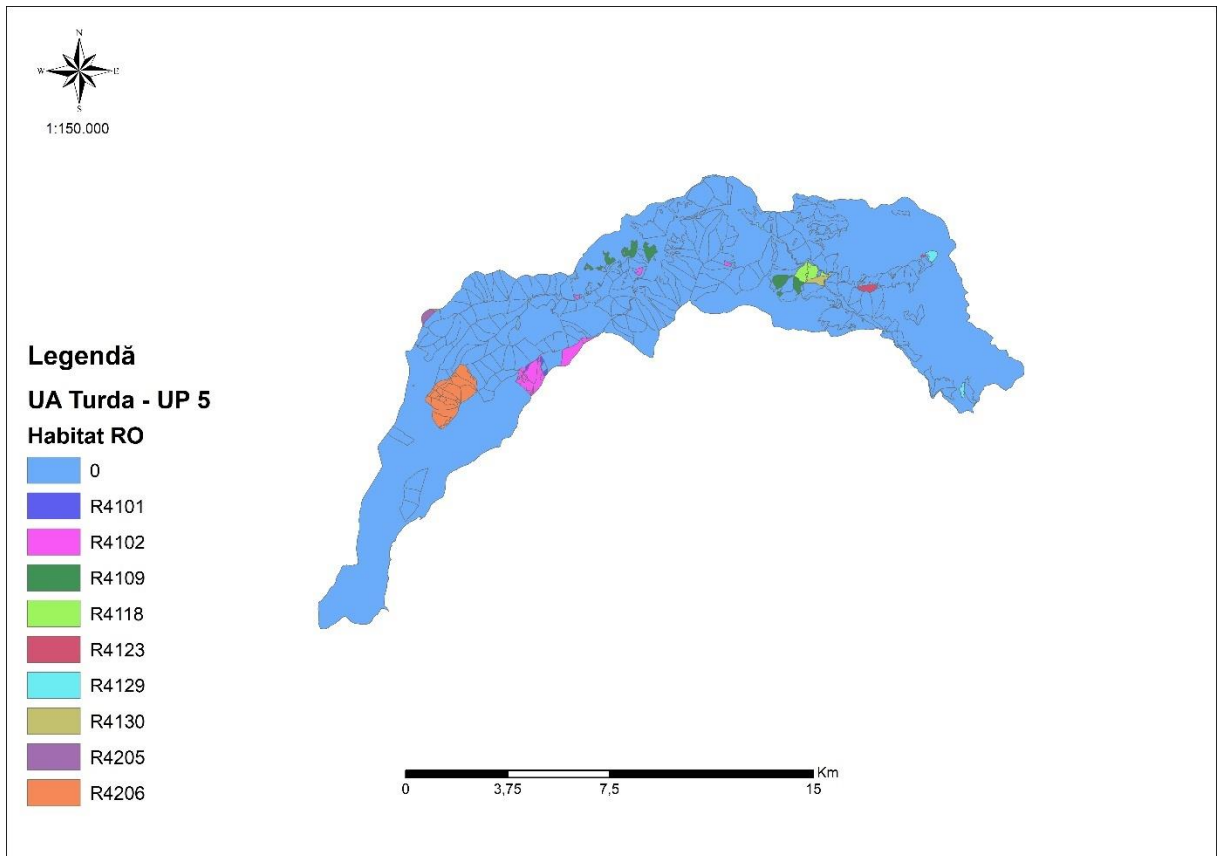 N
W E
S
1:150.000
Legendă
UA Turda - UP 5
Habitat RO
0
R4101
R4102
R4109
R4118
R4123
R4129
R4130
R4205
R4206
Km
0 3,75 7,5 15